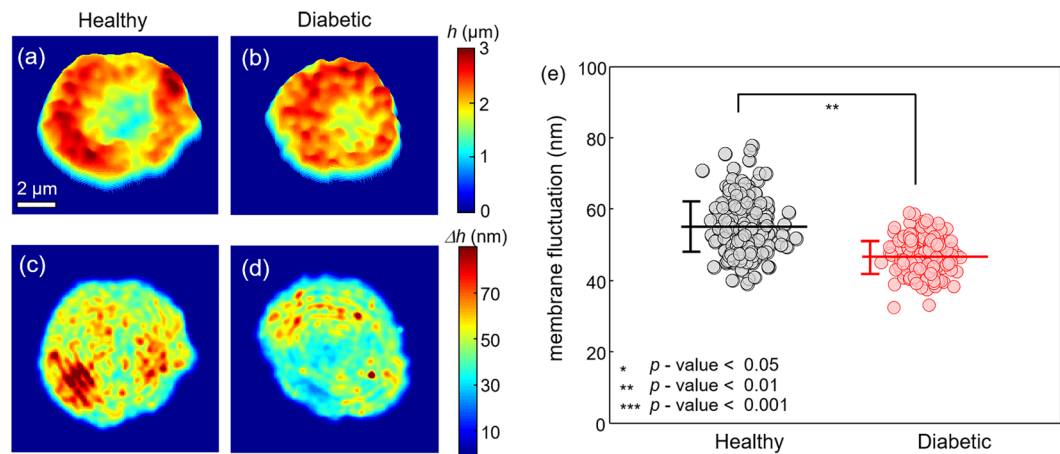 Healthy
Diabetic
h (μm)
(a)
(b)
3
2
1
0
2 μm
Δh (nm)
(c)
(d)
70
50
30
10
(e)
100
80
60
40
20
0
membrane fluctuation (nm)
**
* p - value < 0.05
** p - value < 0.01
*** p - value < 0.001
Healthy
Diabetic